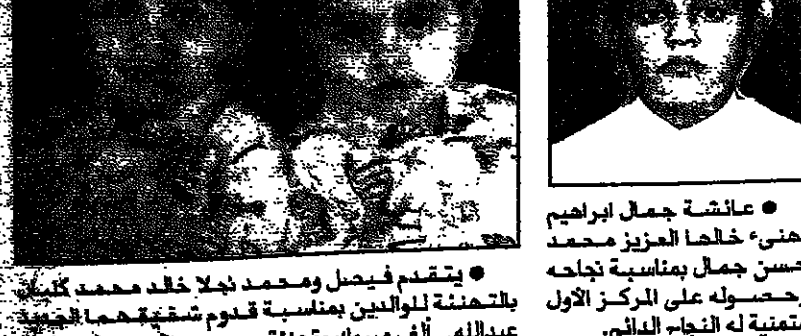 ● عائشة جمال ابراهيم
تهنىء خالها العزيز محمد
حسن جمال بمناسبة نجاحه
وحصوله على المركز الأول
متمنية له النجاح الدائم.
● يتقدم فيصل ومحمد نجلا خالد محمد
بالتهنئة للوالدين بمناسبة قدوم شقيقهما الجديد
عبدالله